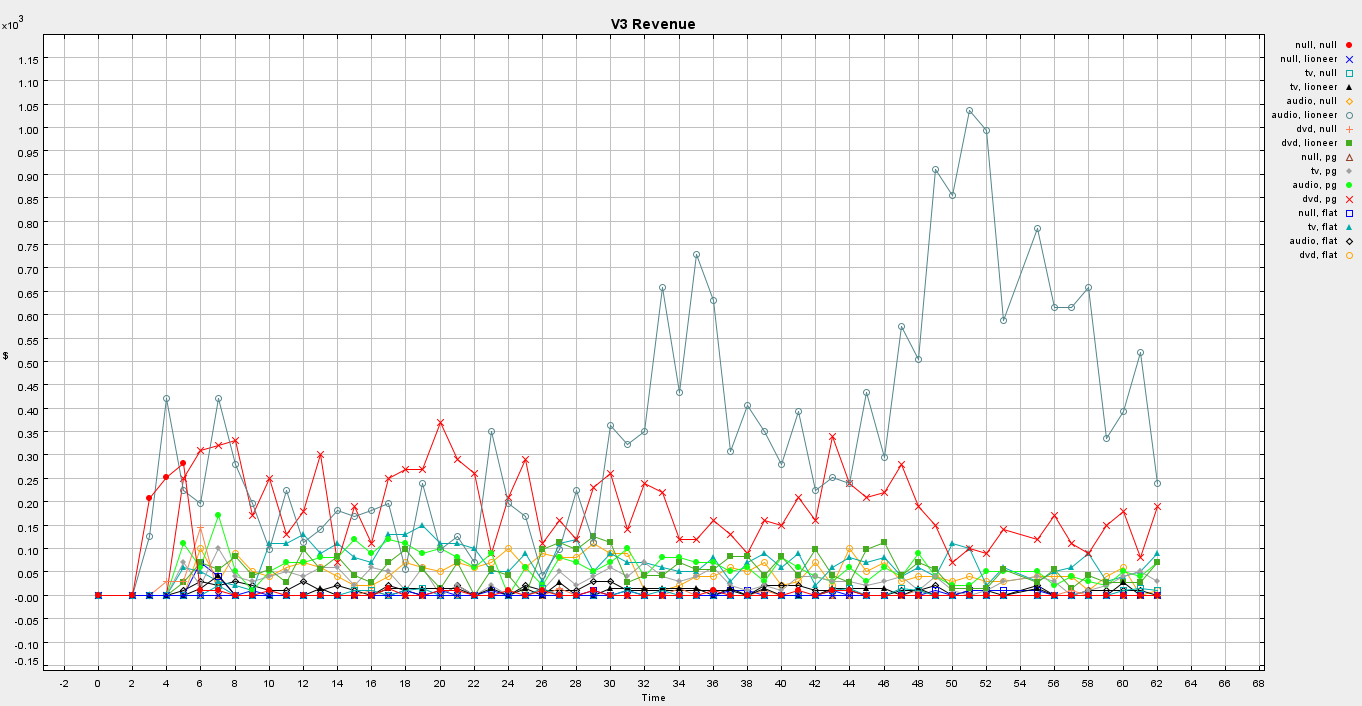 V3 Revenue
×10^3
1.15
1.10
1.05
1.00
0.95
0.90
0.85
0.80
0.75
0.70
0.65
0.60
0.55
0.50
0.45
0.40
0.35
0.30
0.25
0.20
0.15
0.10
0.05
-0.00
-0.05
-0.10
-0.15
$
-2 0 2 4 6 8 10 12 14 16 18 20 22 24 26 28 30 32 34 36 38 40 42 44 46 48 50 52 54 56 58 60 62 64 66 68
Time
null, null
null, lioneer
tv, null
tv, lioneer
audio, null
audio, lioneer
dvd, null
dvd, lioneer
null, pg
tv, pg
audio, pg
dvd, pg
null, flat
tv, flat
audio, flat
dvd, flat